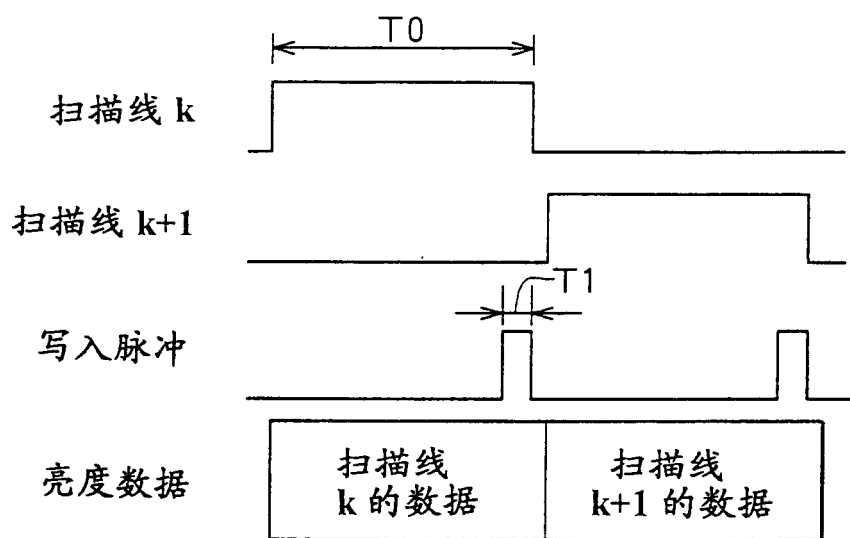 T0
扫描线 k
扫描线 k+1
T1
写入脉冲
亮度数据
扫描线
k 的数据
扫描线
k+1 的数据